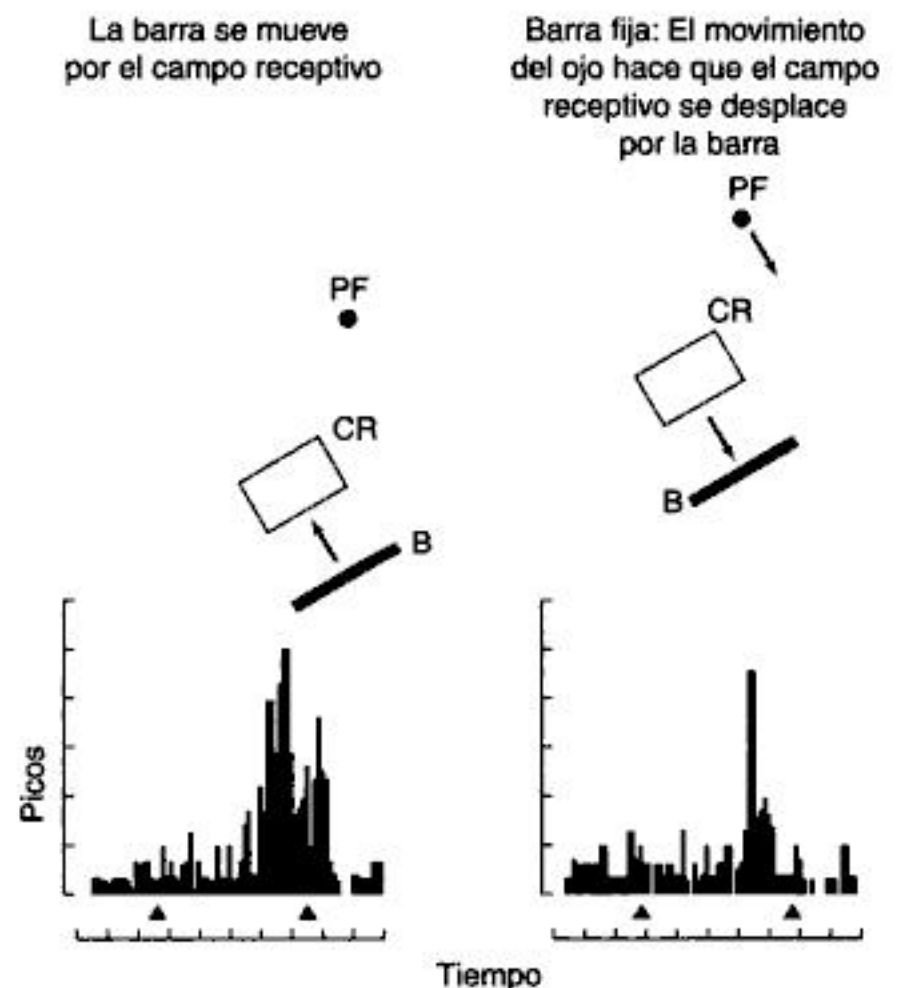 La barra se mueve
por el campo receptivo
PF
CR
B
Barra fija: El movimiento
del ojo hace que el campo
receptivo se desplace
por la barra
PF
CR
B
Picos
Tiempo